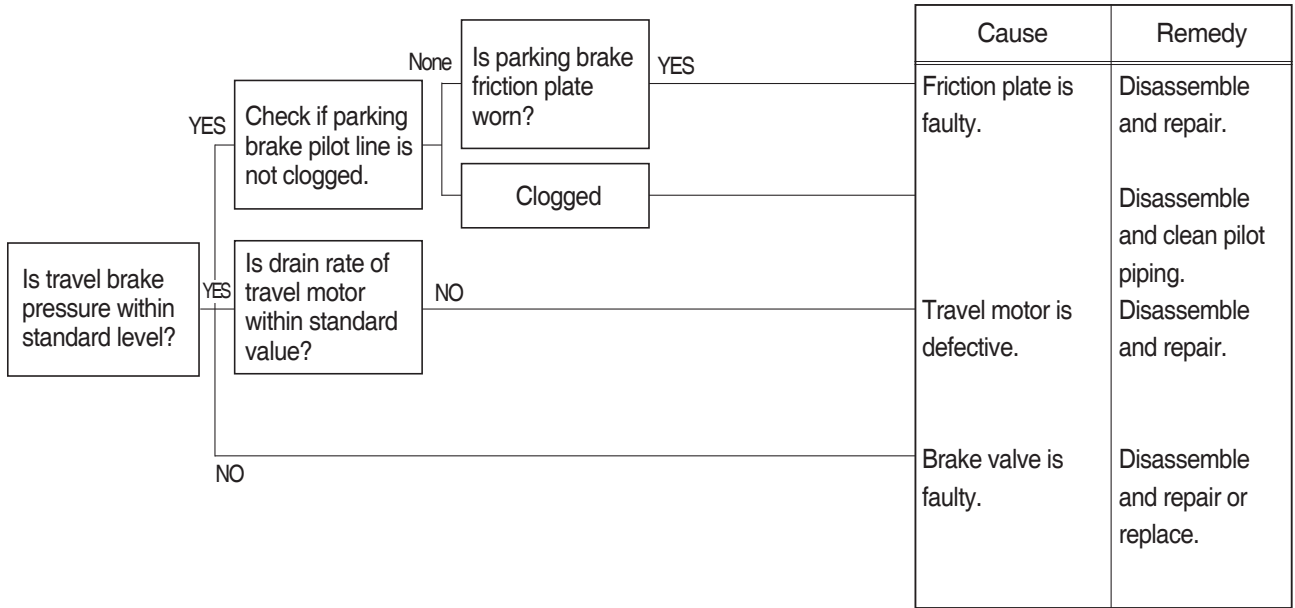 Is travel brake
pressure within
standard level?
YES
Check if parking
brake pilot line is
not clogged.
None
Is parking brake
friction plate
worn?
YES
Clogged
YES
Is drain rate of
travel motor
within standard
value?
NO
NO
Cause
Remedy
Friction plate is
faulty.
Disassemble
and repair.
Disassemble
and clean pilot
piping.
Travel motor is
defective.
Disassemble
and repair.
Brake valve is
faulty.
Disassemble
and repair or
replace.